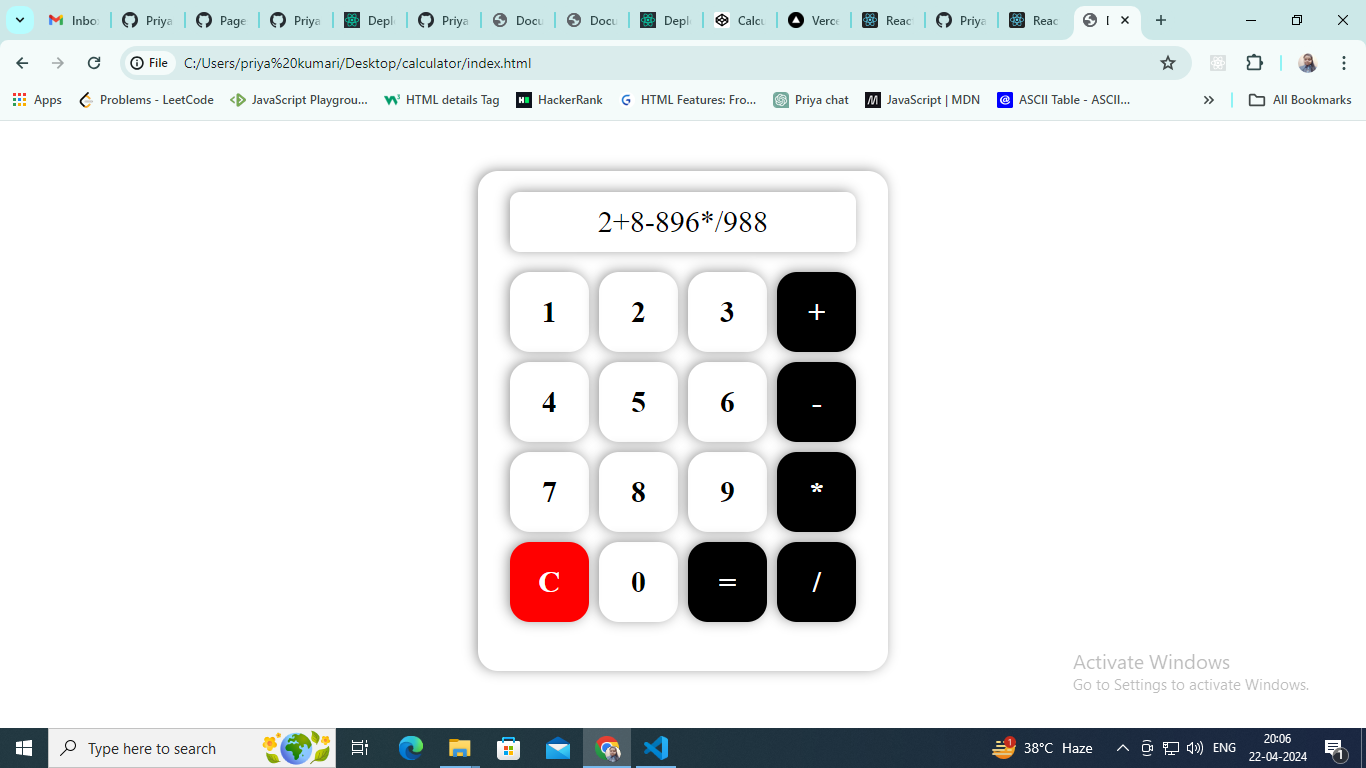 Inbo Priya Page Priya Depl Priya Docu Docu Depl Calcu Verce Reac Priya Reac
File C:/Users/priya%20kumari/Desktop/calculator/index.html
Apps Problems - LeetCode JavaScript Playgrou... HTML details Tag HackerRank HTML Features: Fro... Priya chat JavaScript | MDN ASCII Table - ASCII... » All Bookmarks
2+8-896*/988
1 2 3 +
4 5 6 -
7 8 9 *
C 0 = /
Activate Windows
Go to Settings to activate Windows.
Type here to search 1 38°C Haze ENG 20:06 1
22-04-2024